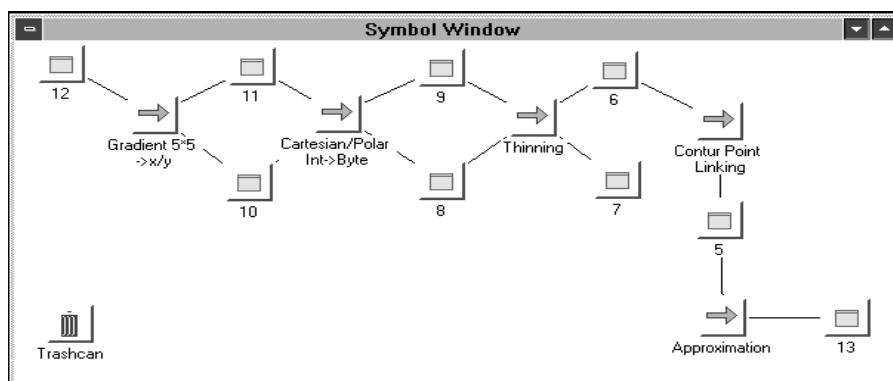 Symbol Window
12
11
9
6
Gradient 5*5
->x/y
Cartesian/Polar
Int->Byte
Thinning
Contur Point
Linking
10
8
7
5
Trashcan
Approximation
13